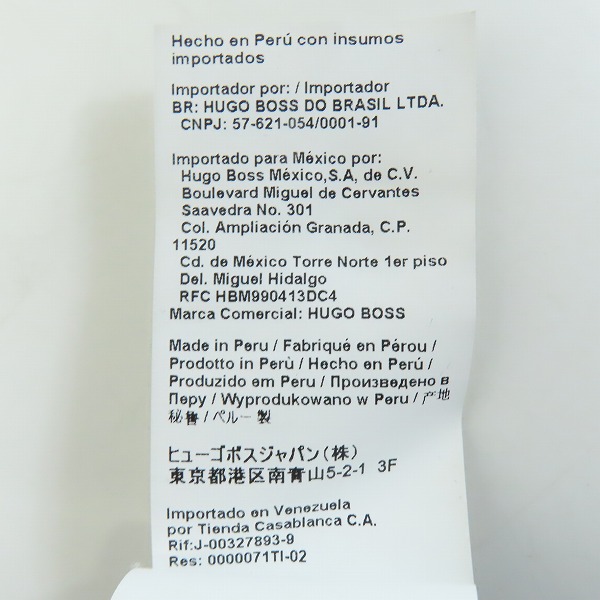 Hecho en Perú con insumos
importados
Importador por: / Importador
BR: HUGO BOSS DO BRASIL LTDA.
CNPJ: 57-621-054/0001-91
Importado para México por:
Hugo Boss México,S.A, de C.V.
Boulevard Miguel de Cervantes
Saavedra No. 301
Col. Ampliación Granada, C.P.
11520
Cd. de México Torre Norte 1er piso
Del. Miguel Hidalgo
RFC HBM990413DC4
Marca Comercial: HUGO BOSS
Made in Peru / Fabriqué en Pérou /
Prodotto in Perù / Hecho en Perú /
Produzido em Peru / Произведено в
Перу / Wyprodukowano w Peru / 产地
秘鲁 / ペルー 製
ヒューゴボスジャパン(株)
東京都港区南青山5-2-1 3F
Importado en Venezuela
por Tienda Casablanca C.A.
Rif:J-00327893-9
Res: 0000071TI-02